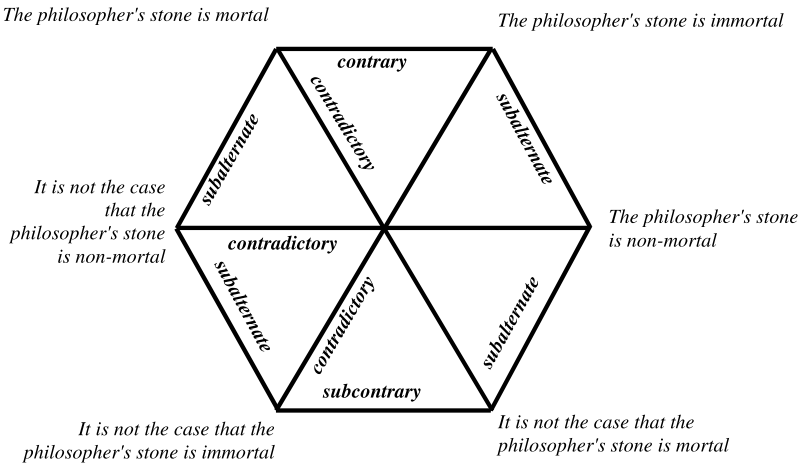 The philosopher's stone is mortal
The philosopher's stone is immortal
contrary
contradictory
subalternate
subalternate
It is not the case
that the
philosopher's stone
is non-mortal
The philosopher's stone
is non-mortal
contradictory
subalternate
contradictory
subalternate
subcontrary
It is not the case that the
philosopher's stone is immortal
It is not the case that the
philosopher's stone is mortal